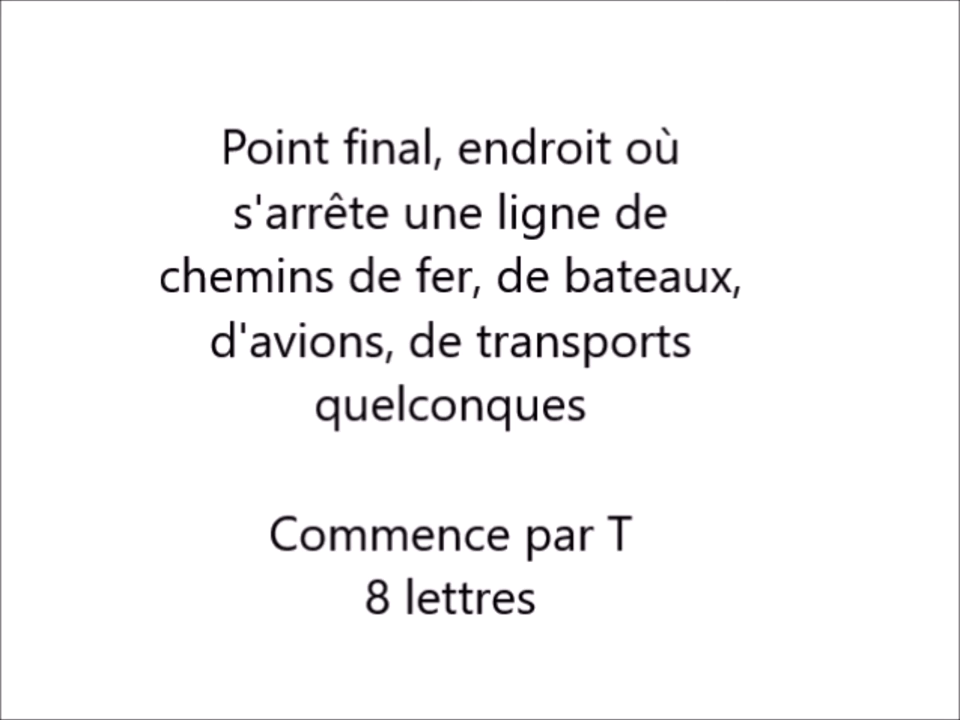 Point final, endroit où
s'arrête une ligne de
chemins de fer, de bateaux,
d'avions, de transports
quelconques
Commence par T
8 lettres